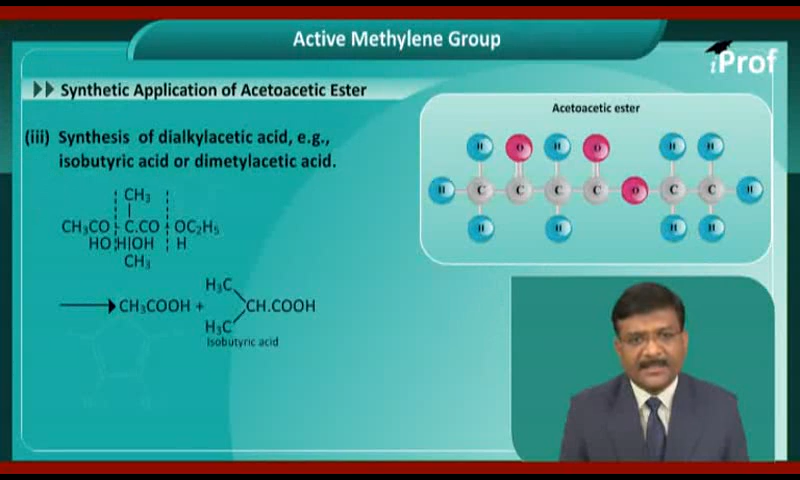 Active Methylene Group
iProf
Synthetic Application of Acetoacetic Ester
(iii) Synthesis of dialkylacetic acid, e.g.,
isobutyric acid or dimetylacetic acid.
CH₃
CH₃CO C.CO OC₂H₅
HO H OH H
CH₃
H₃C
CH₃COOH + CH.COOH
H₃C
Isobutyric acid
Acetoacetic ester
H O H O H H
H C C C C O C C H
H H H H